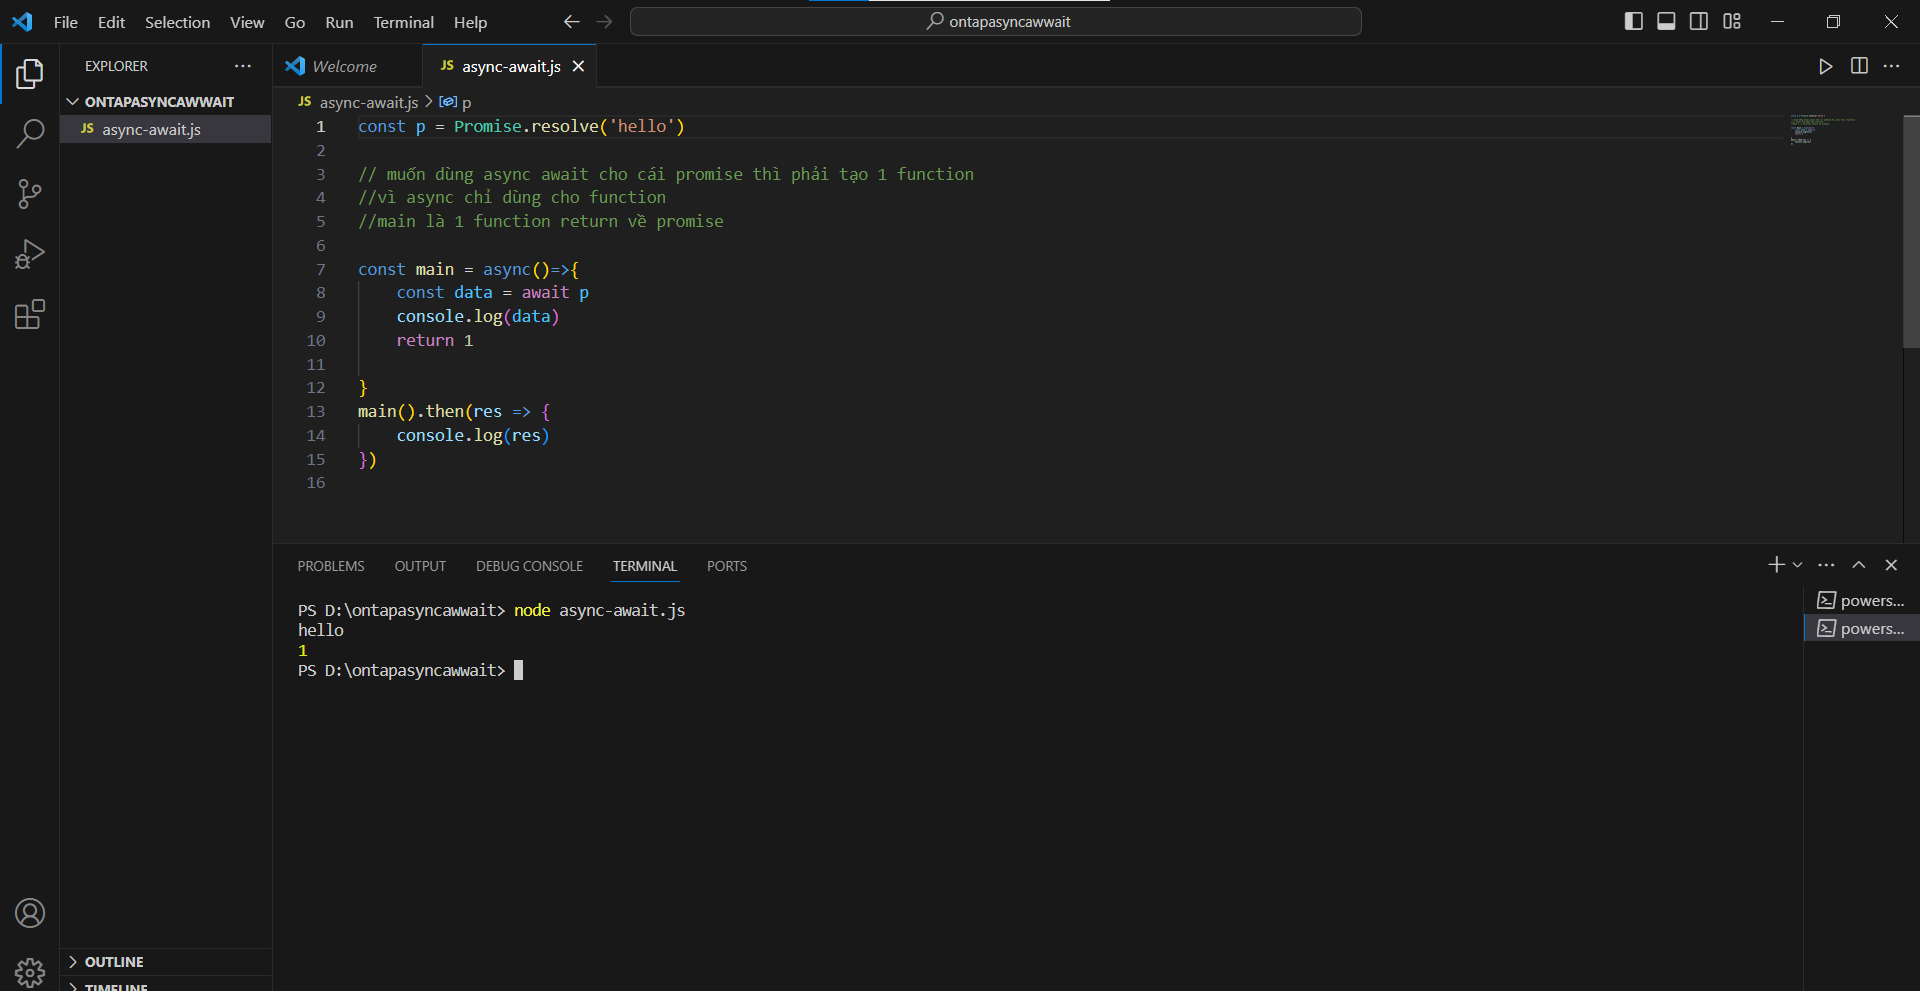 File Edit Selection View Go Run Terminal Help
ontapasyncawwait
EXPLORER
ONTAPASYNCAWWAIT
JS async-await.js
OUTLINE
TIMELINE
Welcome
JS async-await.js
JS async-await.js > p
1 const p = Promise.resolve('hello')
2
3 // muốn dùng async await cho cái promise thì phải tạo 1 function
4 //vì async chỉ dùng cho function
5 //main là 1 function return về promise
6
7 const main = async()=>{
8     const data = await p
9     console.log(data)
10     return 1
11
12 }
13 main().then(res => {
14     console.log(res)
15 })
16
PROBLEMS OUTPUT DEBUG CONSOLE TERMINAL PORTS
PS D:\ontapasyncawwait> node async-await.js
hello
1
PS D:\ontapasyncawwait>
powers...
powers...